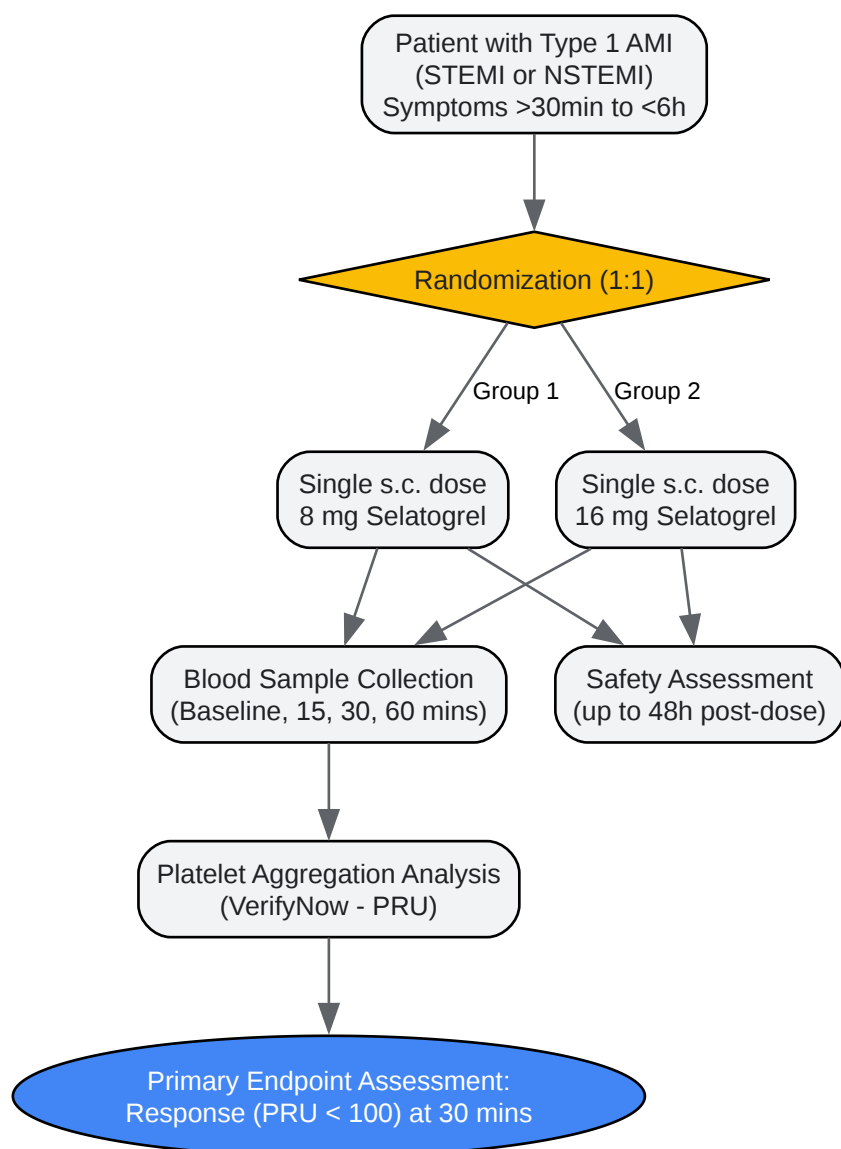 Patient with Type 1 AMI
(STEMI or NSTEMI)
Symptoms >30min to <6h
Randomization (1:1)
Group 1
Group 2
Single s.c. dose
8 mg Selatogrel
Single s.c. dose
16 mg Selatogrel
Blood Sample Collection
(Baseline, 15, 30, 60 mins)
Safety Assessment
(up to 48h post-dose)
Platelet Aggregation Analysis
(VerifyNow - PRU)
Primary Endpoint Assessment:
Response (PRU < 100) at 30 mins